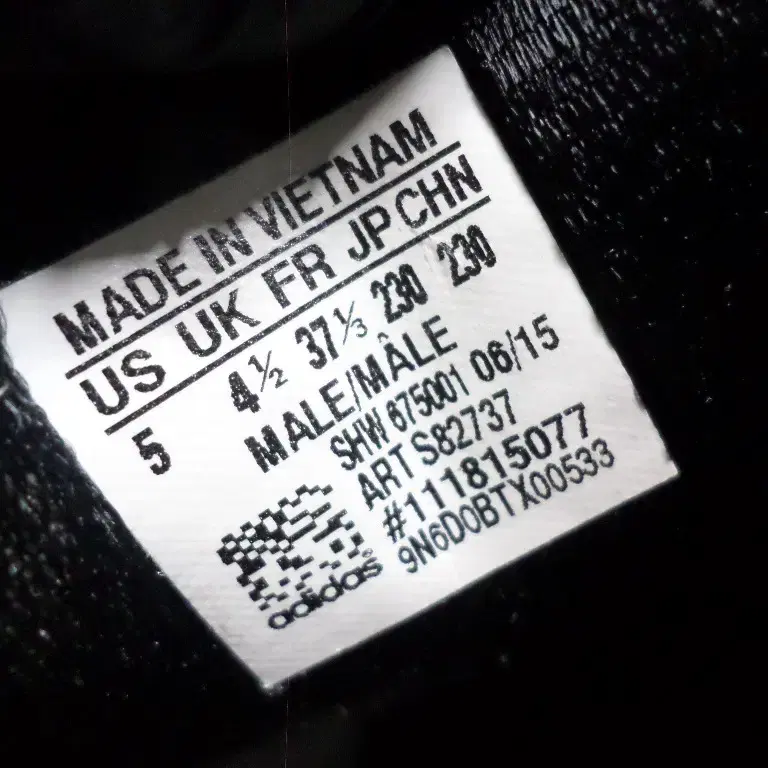 MADE IN VIETNAM
US UK FR JP CHN
5 4½ 37⅓ 230 230
MALE/MÂLE
SHW 675001 06/15
ART S82737
#111815077
9N6D0BTX00533
adidas®